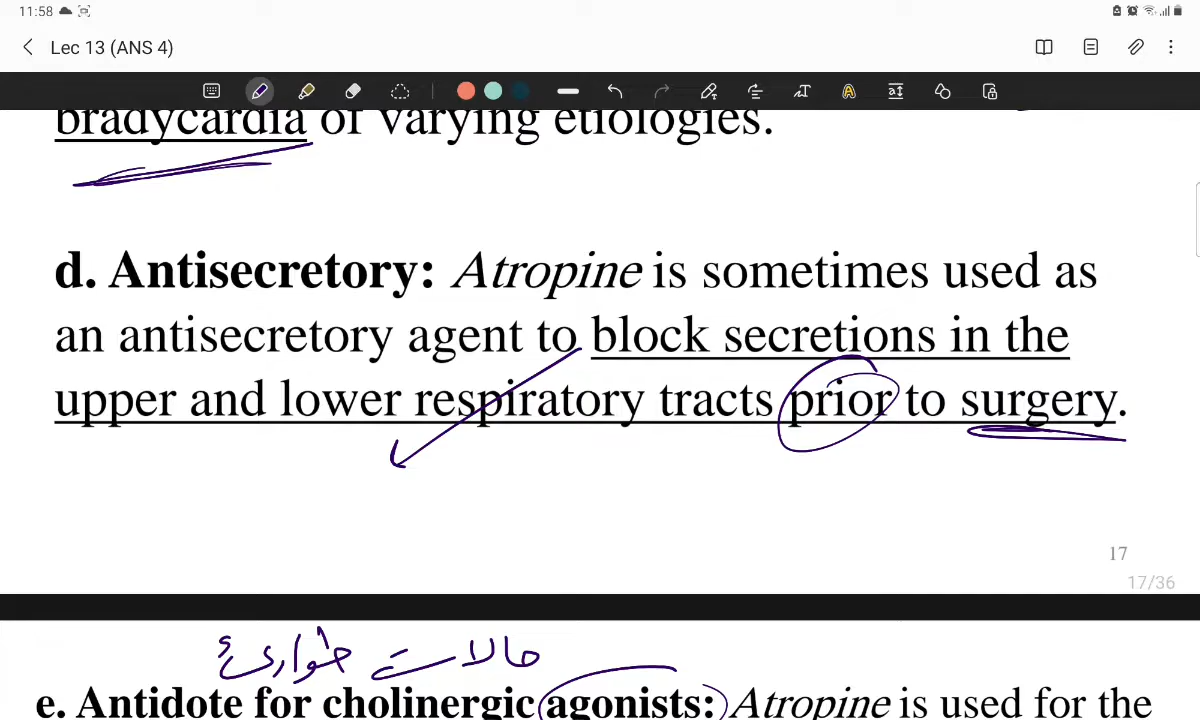 11:58
Lec 13 (ANS 4)
bradycardia of varying etiologies.
d. Antisecretory: Atropine is sometimes used as
an antisecretory agent to block secretions in the
upper and lower respiratory tracts prior to surgery.
17
17/36
حالات طوارئ
e. Antidote for cholinergic agonists: Atropine is used for the